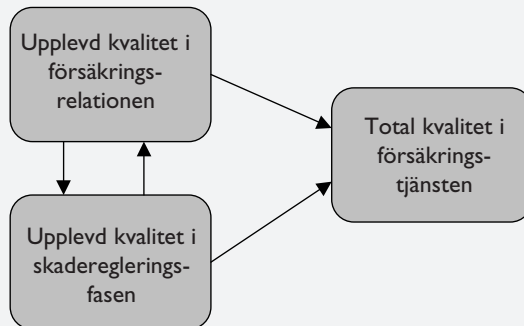 Upplevd kvalitet i
försäkrings-
relationen
Total kvalitet i
försäkrings-
tjänsten
Upplevd kvalitet i
skadereglerings-
fasen